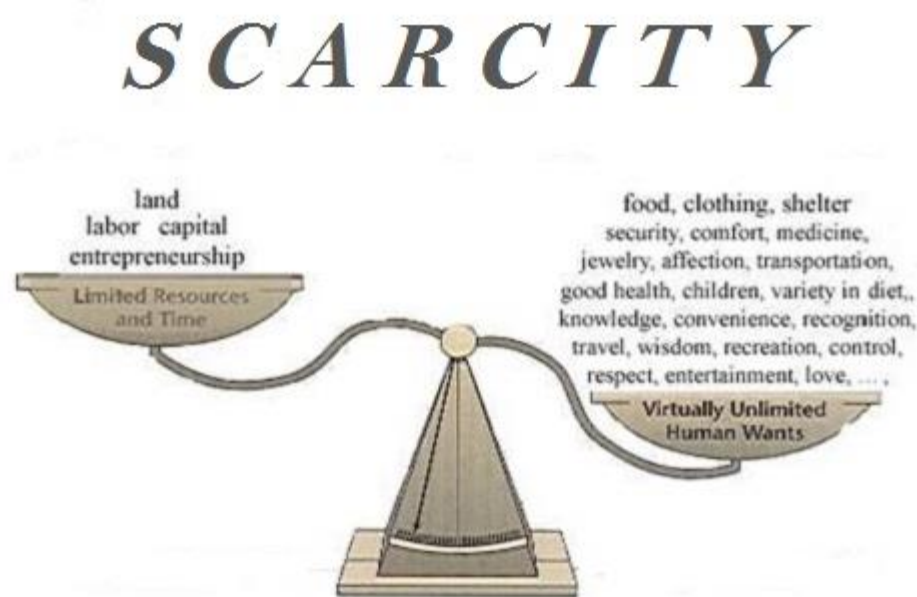 S C A R C I T Y
land
labor capital
entrepreneurship
Limited Resources
and Time
food, clothing, shelter
security, comfort, medicine,
jewelry, affection, transportation,
good health, children, variety in diet,,
knowledge, convenience, recognition,
travel, wisdom, recreation, control,
respect, entertainment, love, ... ,
Virtually Unlimited
Human Wants